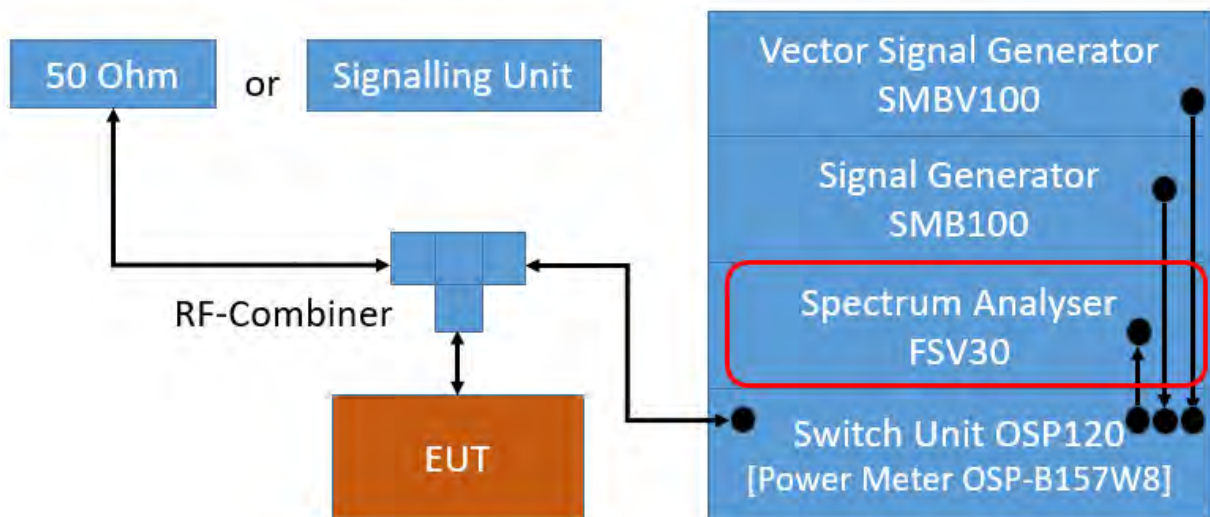 50 Ohm
or
Signalling Unit
RF-Combiner
EUT
Vector Signal Generator
SMBV100
Signal Generator
SMB100
Spectrum Analyser
FSV30
Switch Unit OSP120
[Power Meter OSP-B157W8]